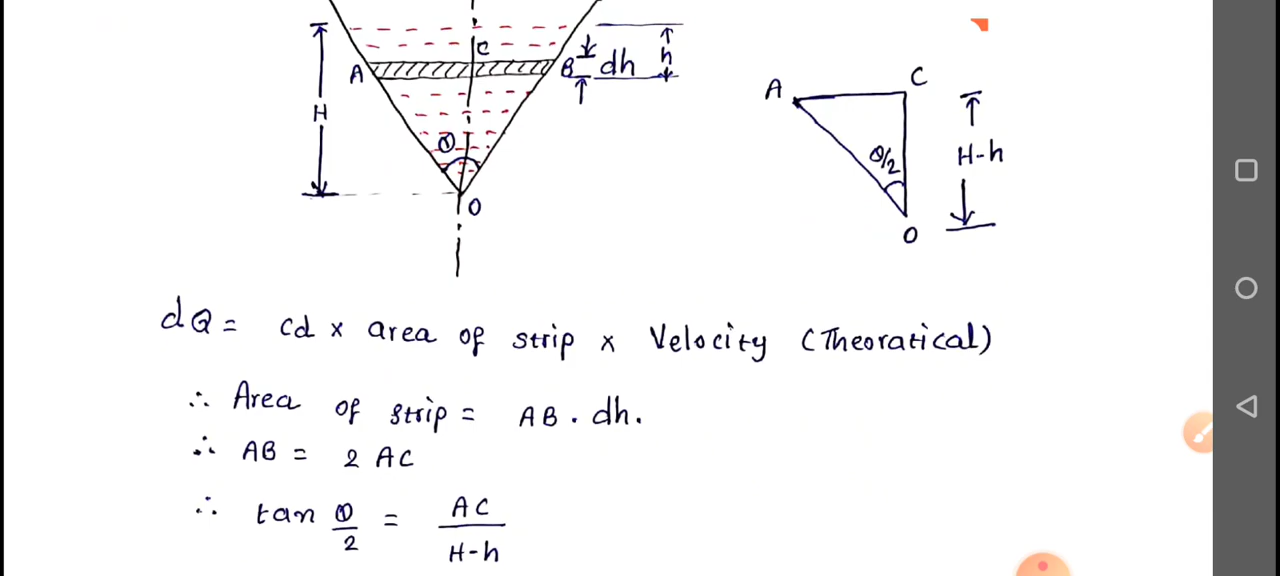 H
A
C
B
dh
h
θ
O
A
C
θ/2
H-h
O
dQ = cd × area of strip × Velocity (Theoratical)
∴ Area of strip = AB . dh.
∴ AB = 2 AC
∴ tan θ/2 = AC / H-h